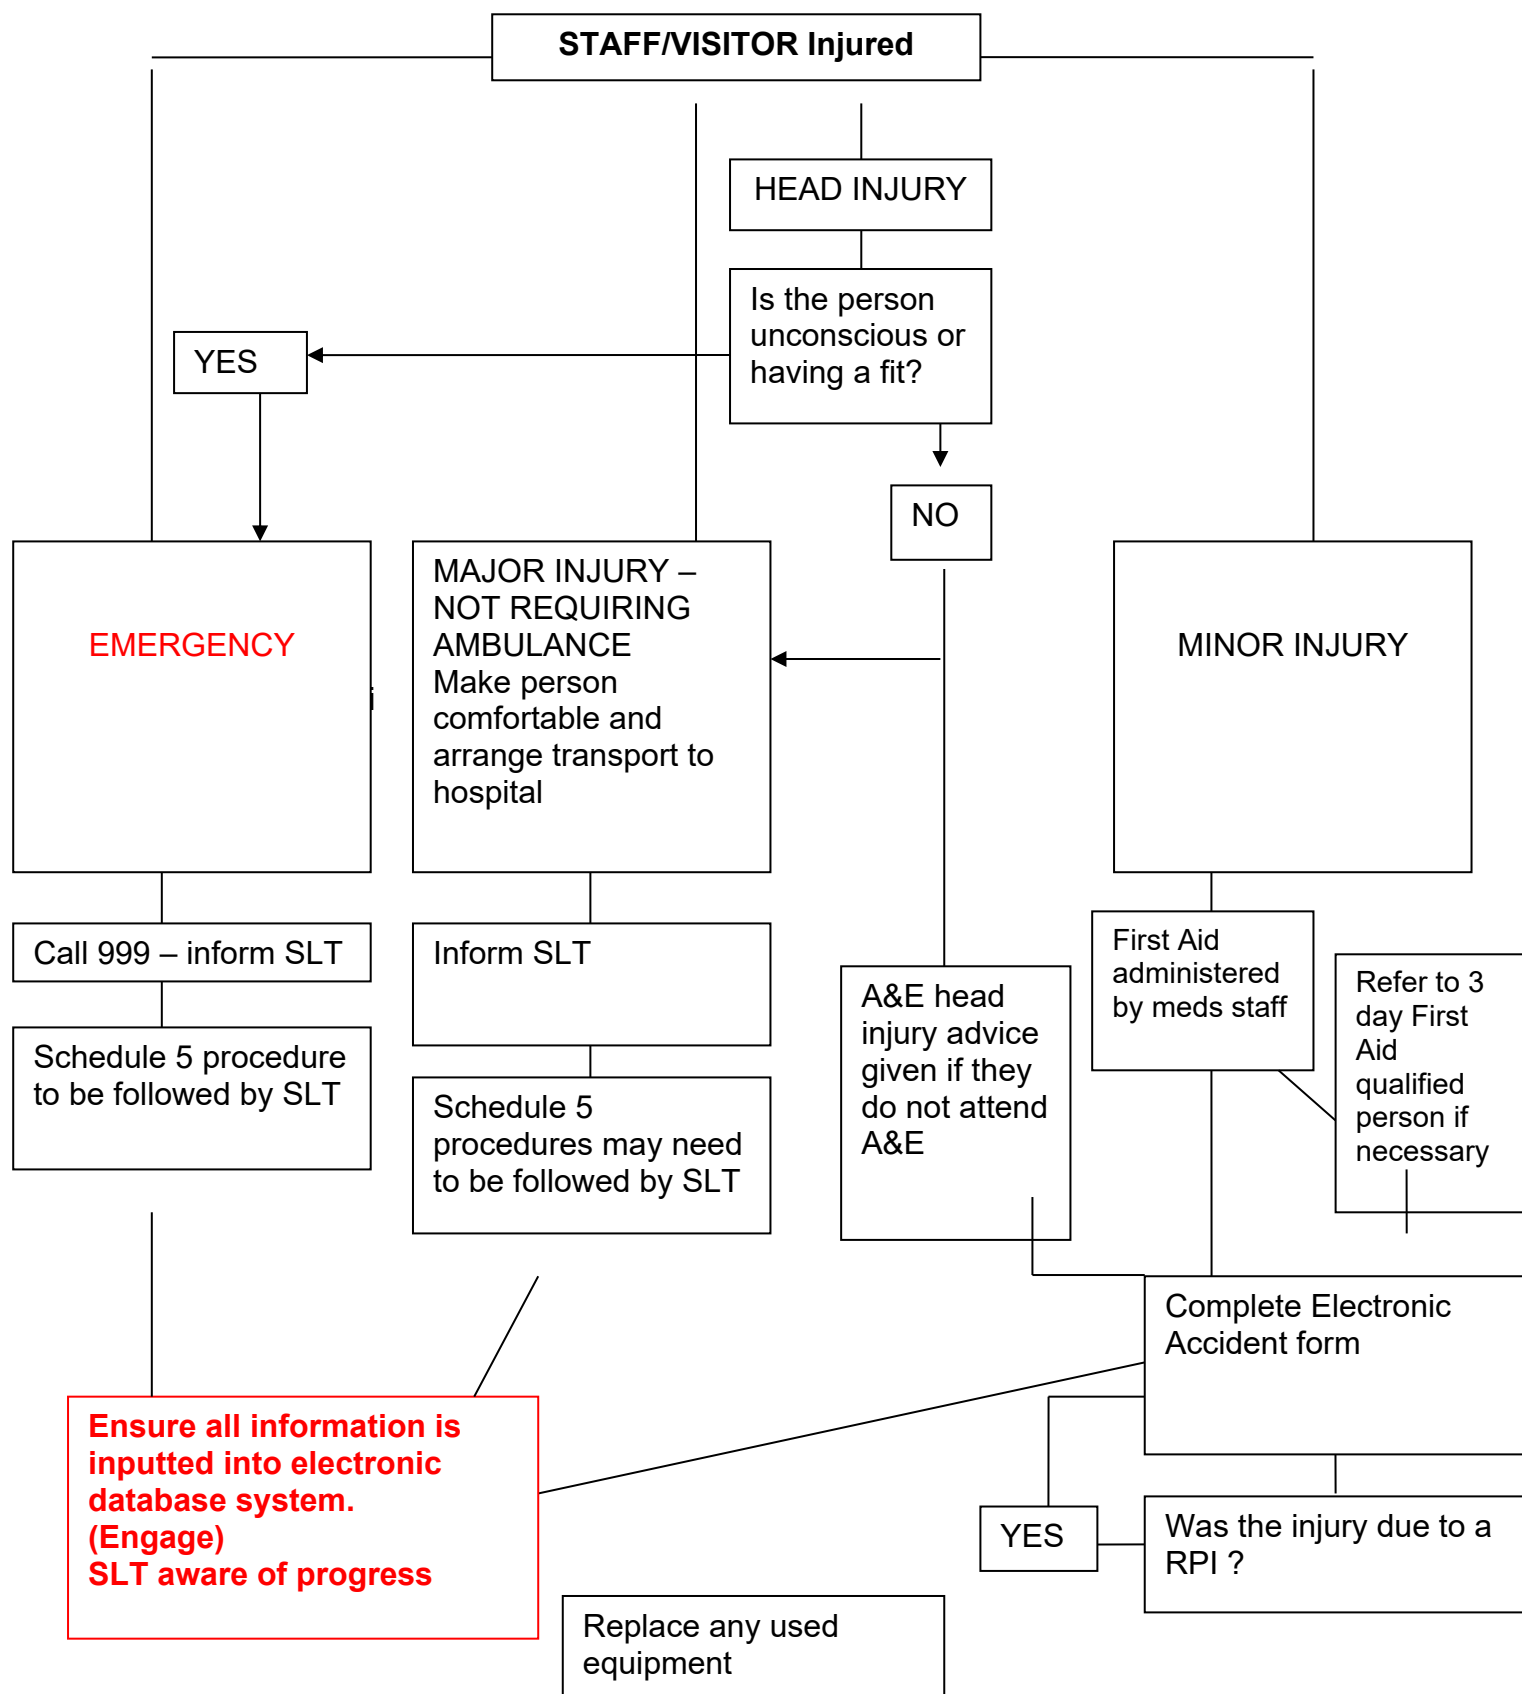 STAFF/VISITOR Injured
HEAD INJURY
Is the person
unconscious or
having a fit?
YES
NO
EMERGENCY
i
MAJOR INJURY –
NOT REQUIRING
AMBULANCE
Make person
comfortable and
arrange transport to
hospital
MINOR INJURY
Call 999 – inform SLT
Inform SLT
First Aid
administered
by meds staff
Refer to 3
day First
Aid
qualified
person if
necessary
A&E head
injury advice
given if they
do not attend
A&E
Schedule 5 procedure
to be followed by SLT
Schedule 5
procedures may need
to be followed by SLT
Complete Electronic
Accident form
Ensure all information is
inputted into electronic
database system.
(Engage)
SLT aware of progress
YES
Was the injury due to a
RPI ?
Replace any used
equipment